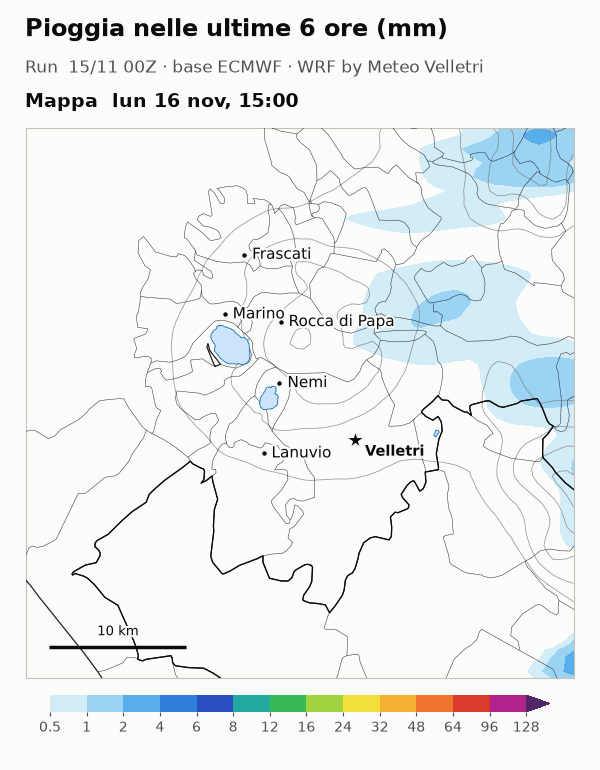 Pioggia nelle ultime 6 ore (mm)
Run  15/11 00Z · base ECMWF · WRF by Meteo Velletri
Mappa  lun 16 nov, 15:00
Frascati
Marino
Rocca di Papa
Nemi
Velletri
Lanuvio
10 km
0.5 1 2 4 6 8 12 16 24 32 48 64 96 128